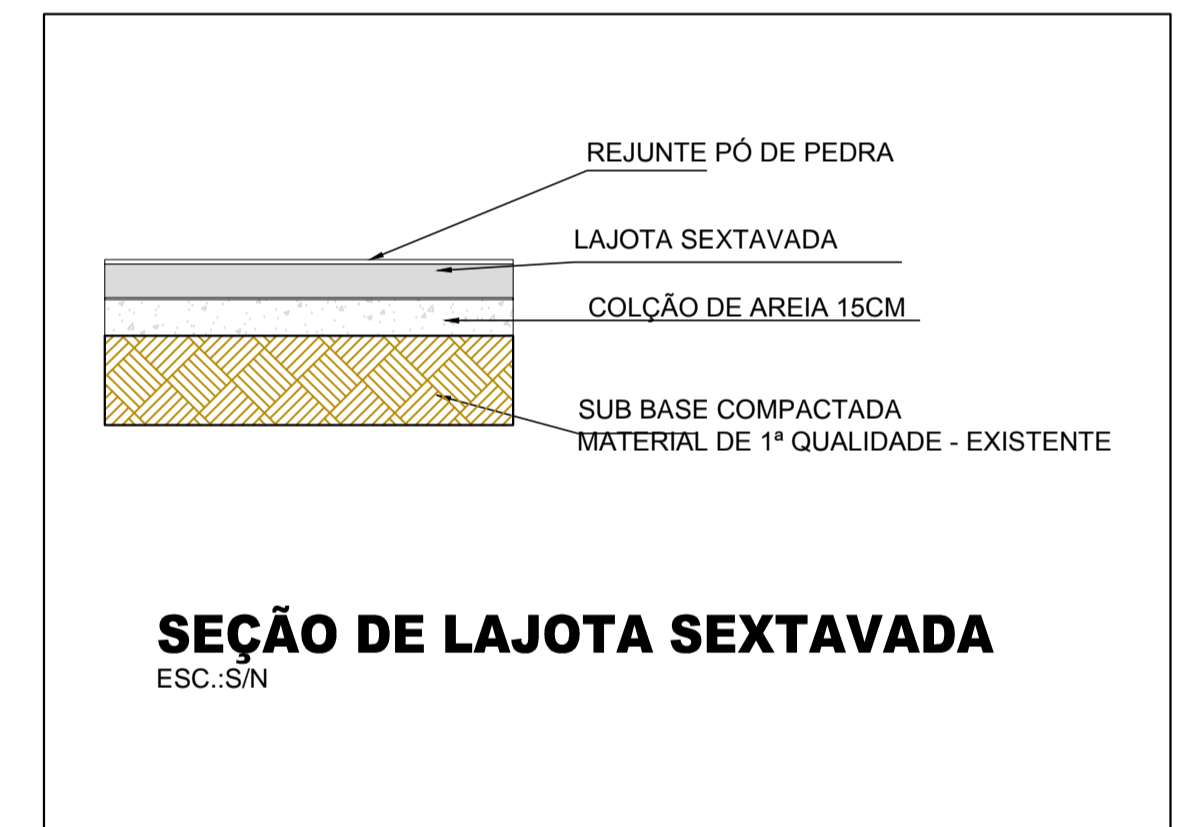 REJUNTE PÓ DE PEDRA
LAJOTA SEXTAVADA
COLÇÃO DE AREIA 15CM
SUB BASE COMPACTADA
MATERIAL DE 1ª QUALIDADE - EXISTENTE
SEÇÃO DE LAJOTA SEXTAVADA
ESC.:S/N